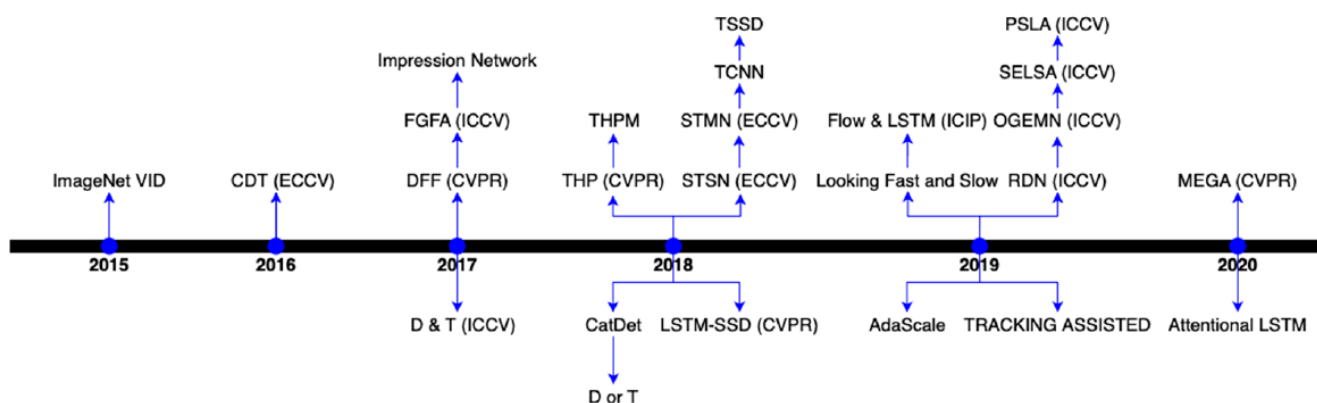 TSSD
PSLA (ICCV)
Impression Network
TCNN
SELSA (ICCV)
FGFA (ICCV)
THPM
STMN (ECCV)
Flow & LSTM (ICIP)
OGEMN (ICCV)
ImageNet VID
CDT (ECCV)
DFF (CVPR)
THP (CVPR)
STSN (ECCV)
Looking Fast and Slow
RDN (ICCV)
MEGA (CVPR)
2015
2016
2017
2018
2019
2020
D & T (ICCV)
CatDet
LSTM-SSD (CVPR)
AdaScale
TRACKING ASSISTED
Attentional LSTM
D or T